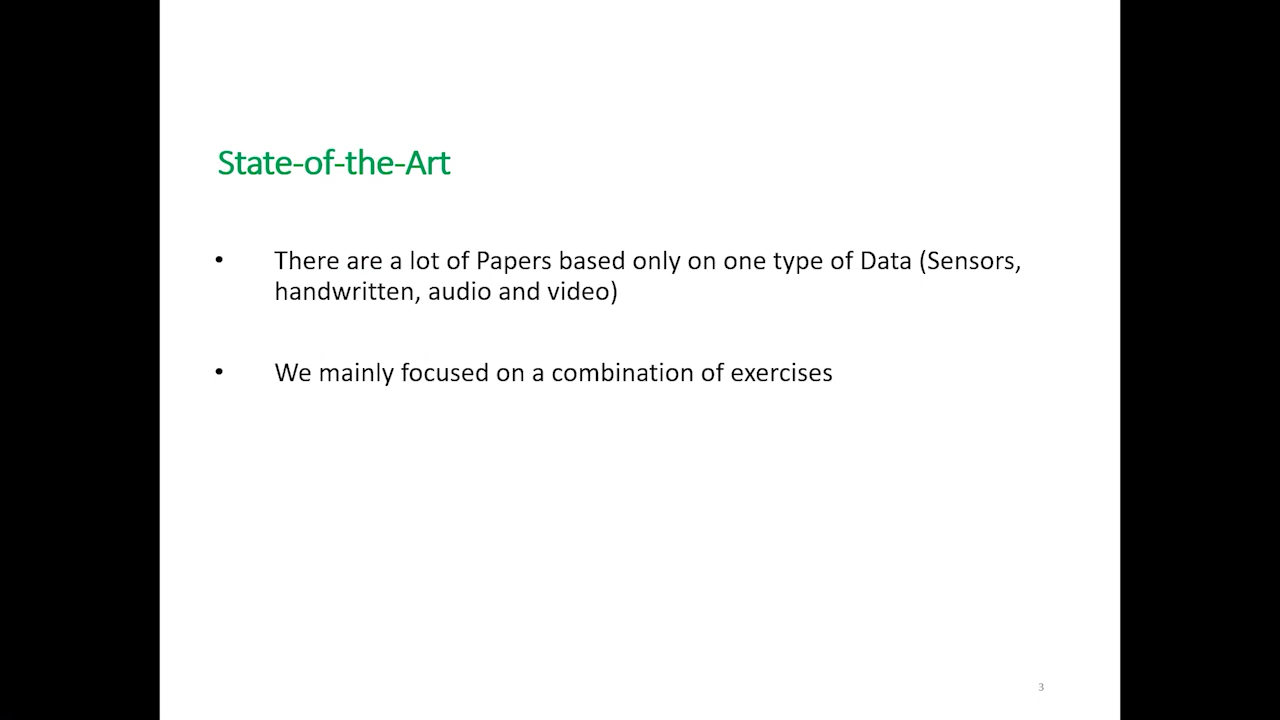 State-of-the-Art
• There are a lot of Papers based only on one type of Data (Sensors,
handwritten, audio and video)
• We mainly focused on a combination of exercises
3